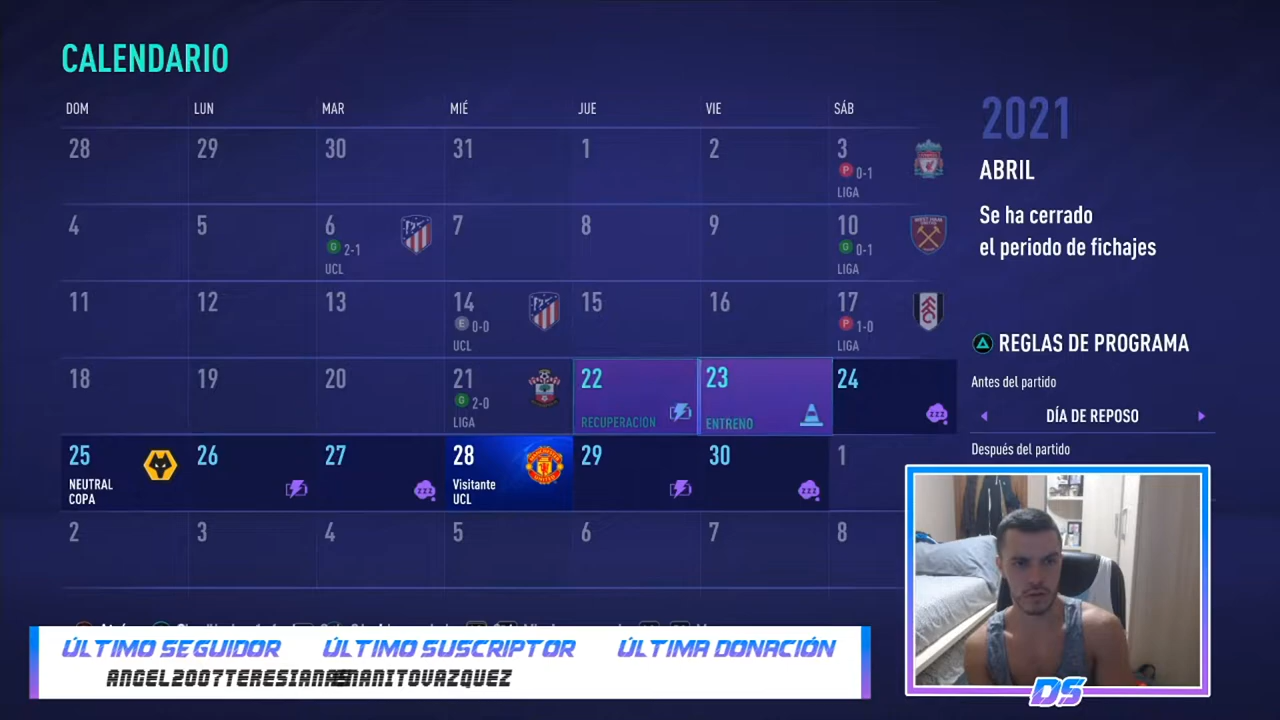 CALENDARIO
DOM LUN MAR MIÉ JUE VIE SÁB
28 29 30 31 1 2 3
P 0-1
LIGA
4 5 6 7 8 9 10
G 2-1 G 0-1
UCL LIGA
11 12 13 14 15 16 17
E 0-0 P 1-0
UCL LIGA
18 19 20 21 22 23 24
G 2-0
LIGA RECUPERACION ENTRENO zzz
25 26 27 28 29 30 1
NEUTRAL Visitante
COPA zzz UCL zzz
2 3 4 5 6 7 8
2021
ABRIL
Se ha cerrado
el periodo de fichajes
REGLAS DE PROGRAMA
Antes del partido
DÍA DE REPOSO
Después del partido
ÚLTIMO SEGUIDOR ÚLTIMO SUSCRIPTOR ÚLTIMA DONACIÓN
DS